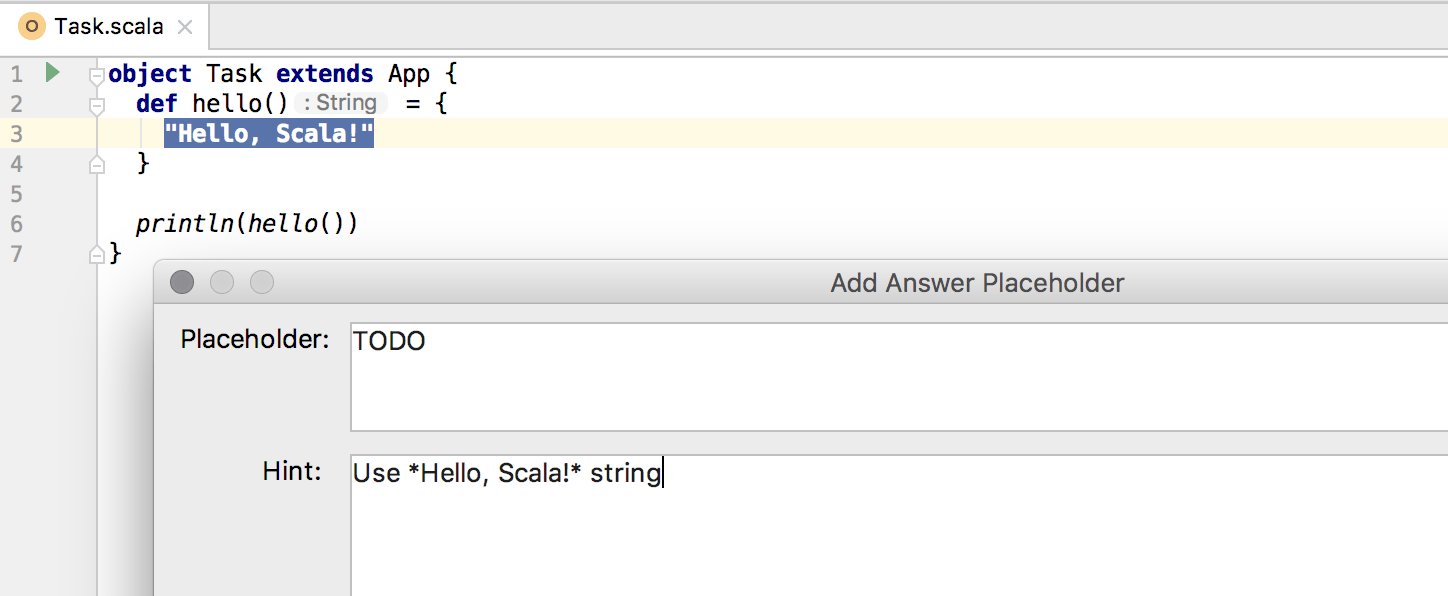 O Task.scala
1 object Task extends App {
2 def hello() : String = {
3 "Hello, Scala!"
4 }
5
6 println(hello())
7 }
Add Answer Placeholder
Placeholder: TODO
Hint: Use *Hello, Scala!* string